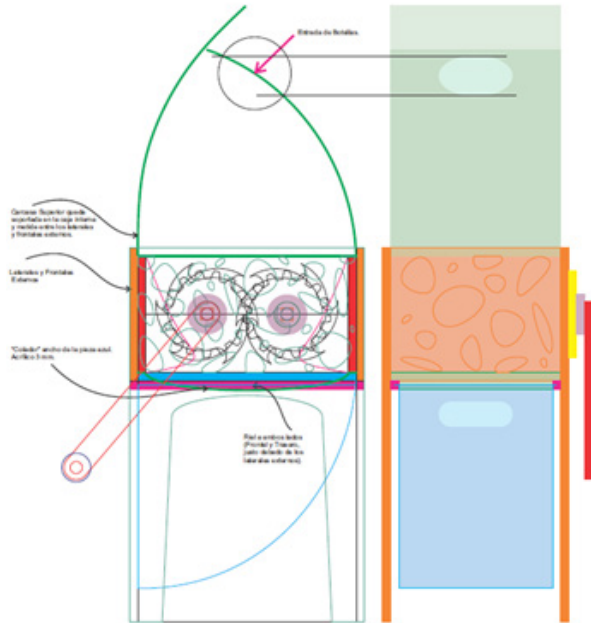 Entrada de Botellas.
Carcasa Superior queda
soportada en la caja interna
y metida entre los laterales
y frontales externos.
Laterales y Frontales
Externos
"Colador" ancho de la pieza azul.
Acrílico 3 mm.
Riel a ambos lados
(Frontal y Trasero,
justo debajo de los
laterales externos).